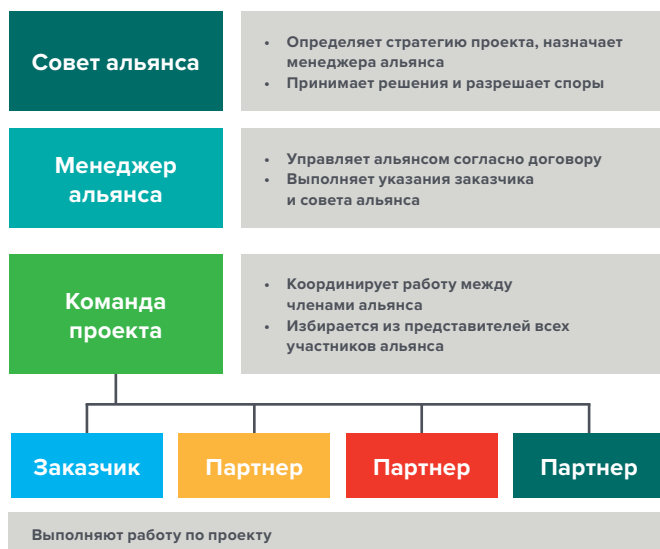 Совет альянса
• Определяет стратегию проекта, назначает
менеджера альянса
• Принимает решения и разрешает споры
Менеджер
альянса
• Управляет альянсом согласно договору
• Выполняет указания заказчика
и совета альянса
Команда
проекта
• Координирует работу между
членами альянса
• Избирается из представителей всех
участников альянса
Заказчик
Партнер
Партнер
Партнер
Выполняют работу по проекту